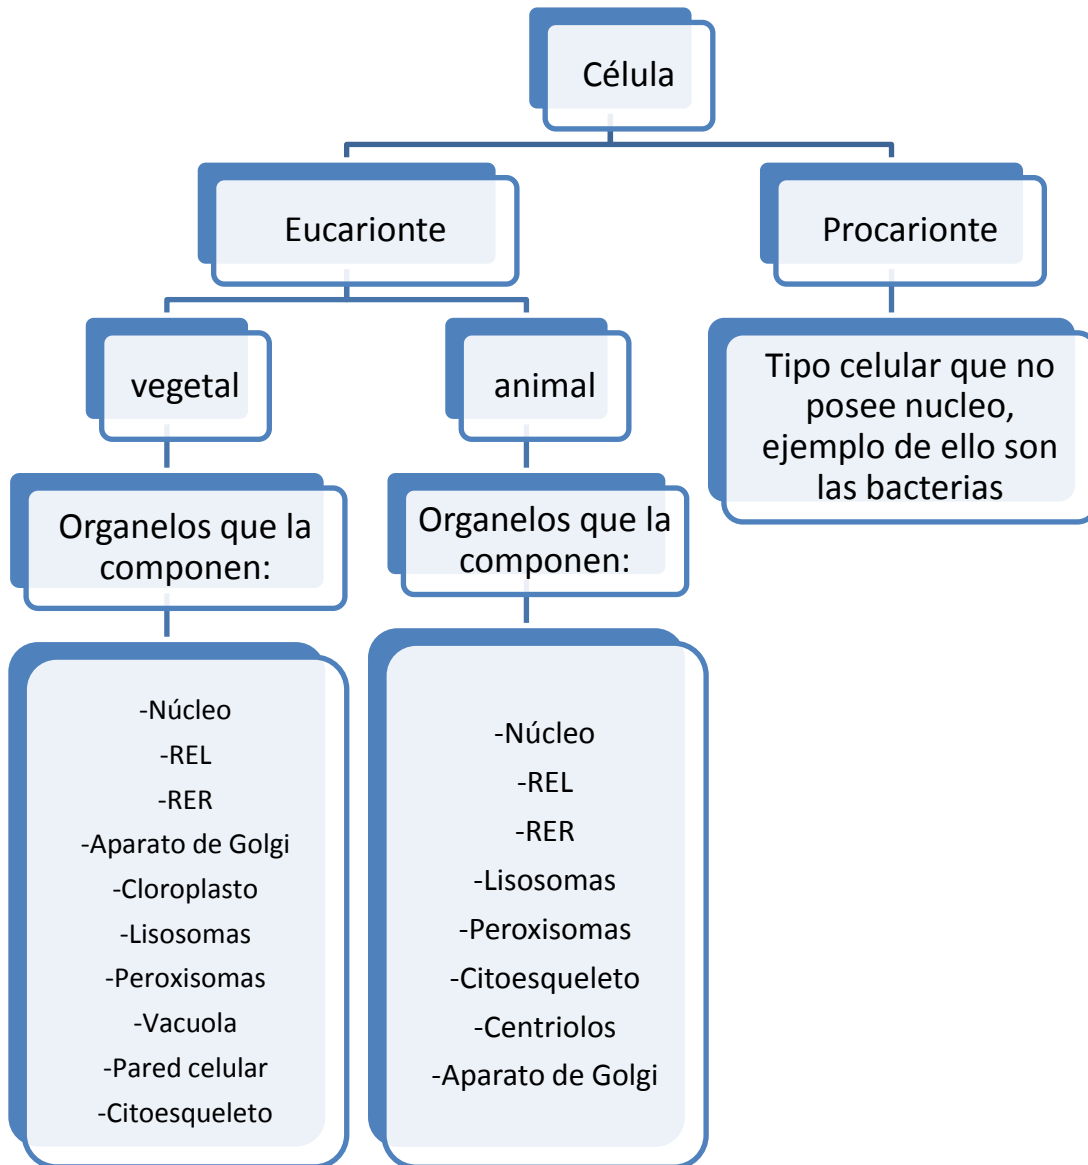 Célula
Eucarionte
Procarionte
vegetal
animal
Tipo celular que no
posee nucleo,
ejemplo de ello son
las bacterias
Organelos que la
componen:
Organelos que la
componen:
-Núcleo
-REL
-RER
-Aparato de Golgi
-Cloroplasto
-Lisosomas
-Peroxisomas
-Vacuola
-Pared celular
-Citoesqueleto
-Núcleo
-REL
-RER
-Lisosomas
-Peroxisomas
-Citoesqueleto
-Centriolos
-Aparato de Golgi